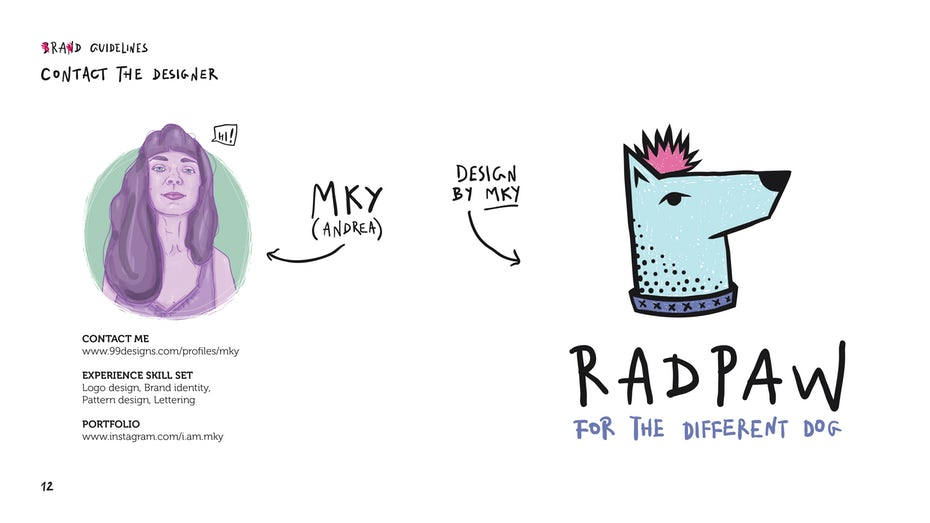 BRAND GUIDELINES
CONTACT THE DESIGNER
HI!
MKY
(ANDREA)
DESIGN
BY MKY
CONTACT ME
www.99designs.com/profiles/mky
EXPERIENCE SKILL SET
Logo design, Brand identity,
Pattern design, Lettering
PORTFOLIO
www.instagram.com/i.am.mky
RADPAW
FOR THE DIFFERENT DOG
12